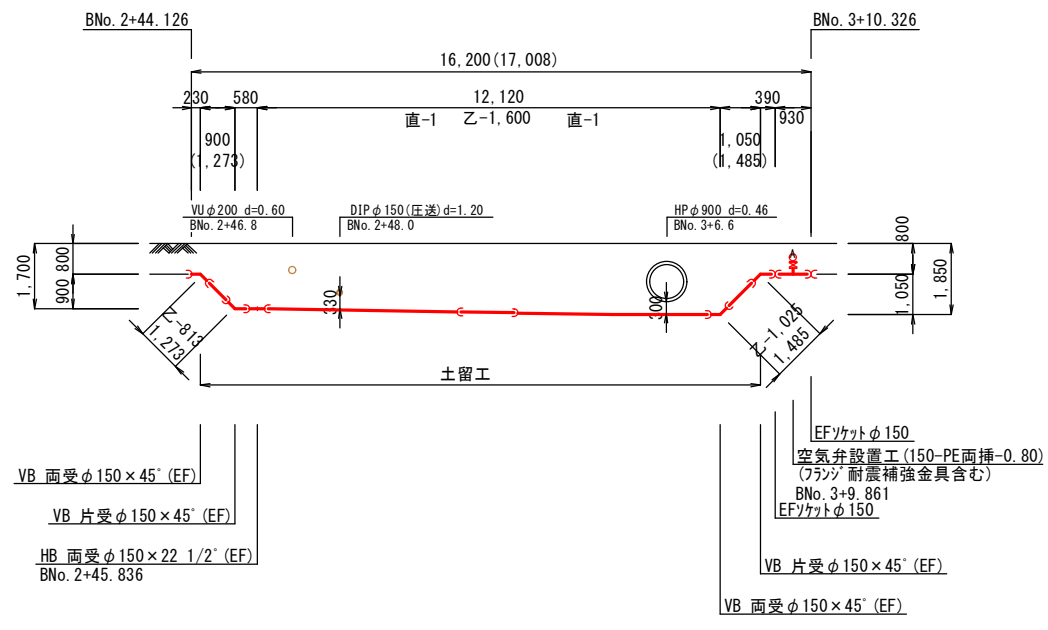 BNo. 2+44.126
BNo. 3+10.326
16,200(17,008)
230
580
12,120
390
直-1
乙-1,600
直-1
930
900
(1,273)
1,050
(1,485)
VUφ200 d=0.60
BNo. 2+46.8
DIPφ150(圧送)d=1.20
BNo. 2+48.0
HPφ900 d=0.46
BNo. 3+6.6
1,700
800
900
800
1,050
1,850
330
300
乙-813
1,273
乙-1,025
1,485
土留工
EFソケットφ150
空気弁設置工(150-PE両挿-0.80)
(フランジ耐震補強金具含む)
BNo. 3+9.861
EFソケットφ150
VB 両受φ150×45°(EF)
VB 片受φ150×45°(EF)
HB 両受φ150×22 1/2°(EF)
BNo. 2+45.836
VB 片受φ150×45°(EF)
VB 両受φ150×45°(EF)